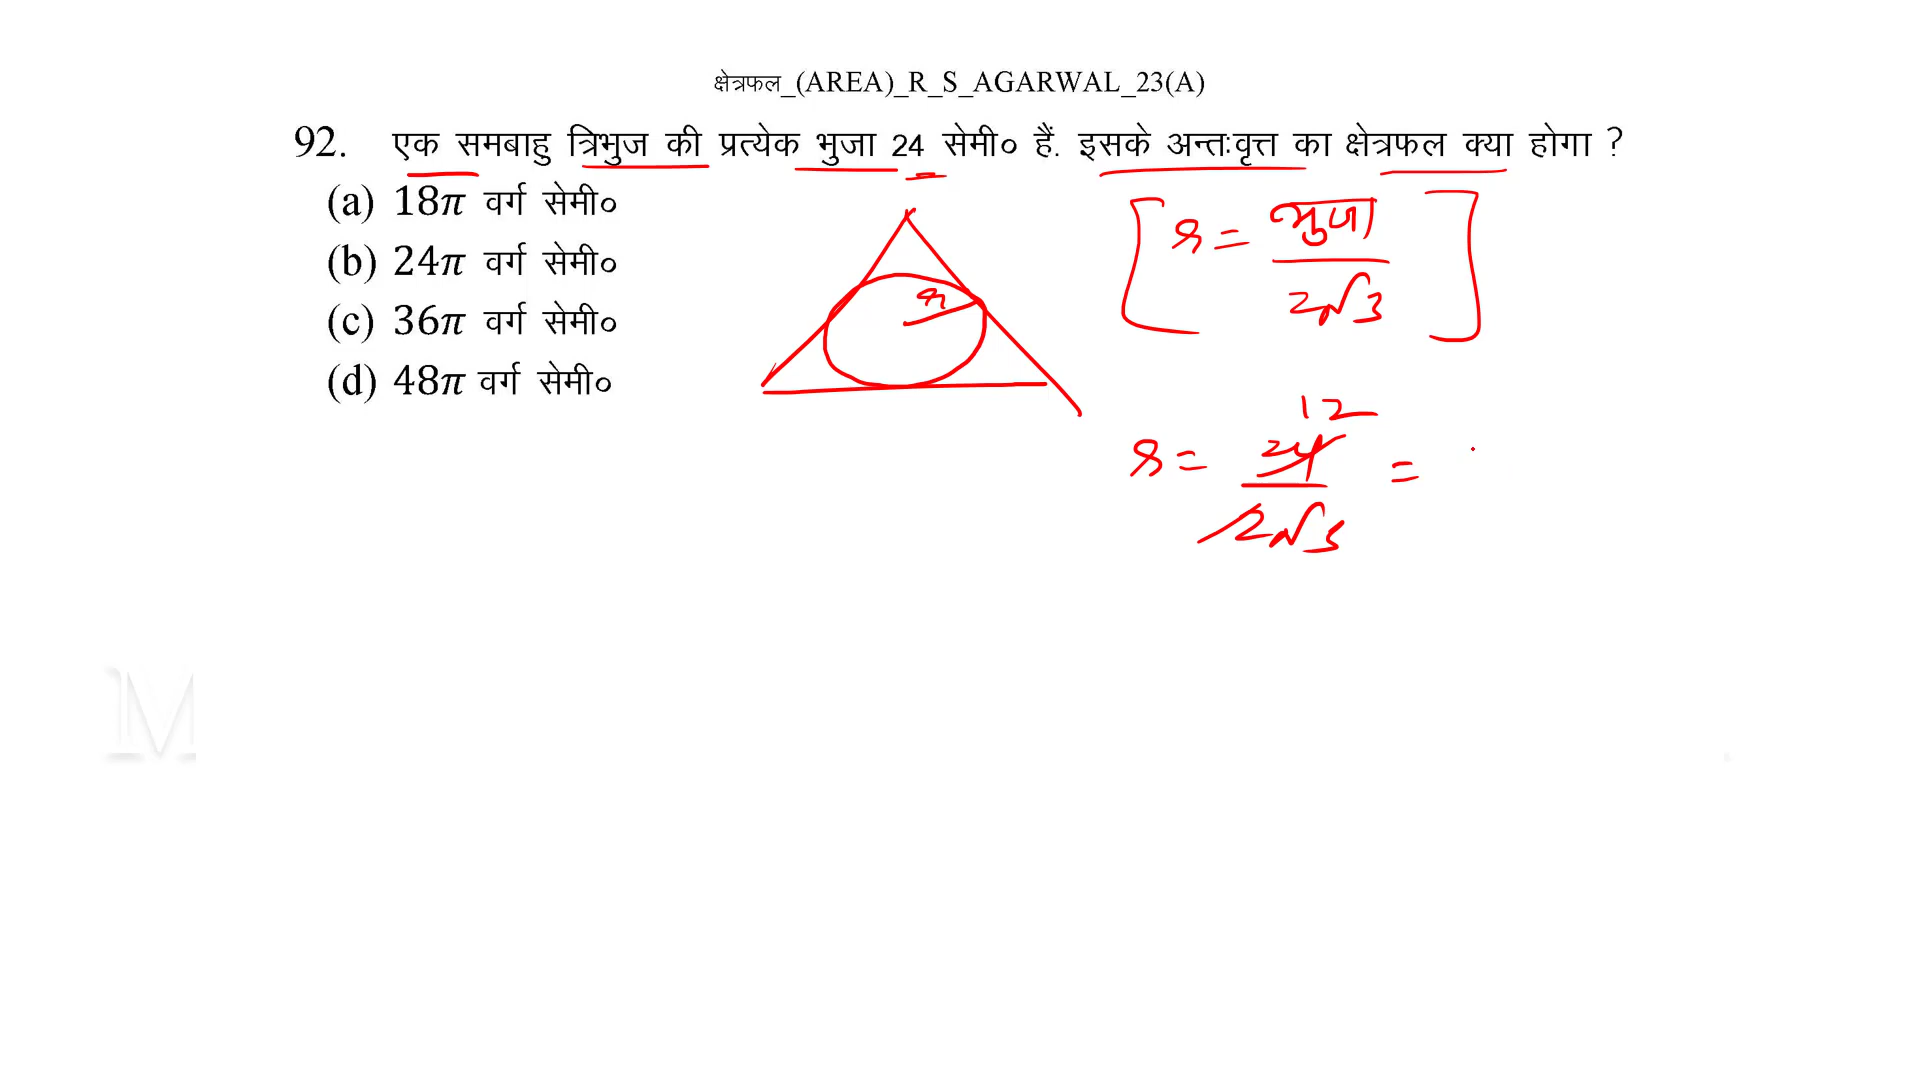 क्षेत्रफल_(AREA)_R_S_AGARWAL_23(A)
92. एक समबाहु त्रिभुज की प्रत्येक भुजा 24 सेमी० हैं. इसके अन्तःवृत्त का क्षेत्रफल क्या होगा ?
(a) 18π वर्ग सेमी०
(b) 24π वर्ग सेमी०
(c) 36π वर्ग सेमी०
(d) 48π वर्ग सेमी०
r
r = भुजा
2√3
12
r = 24 =
2√3
M